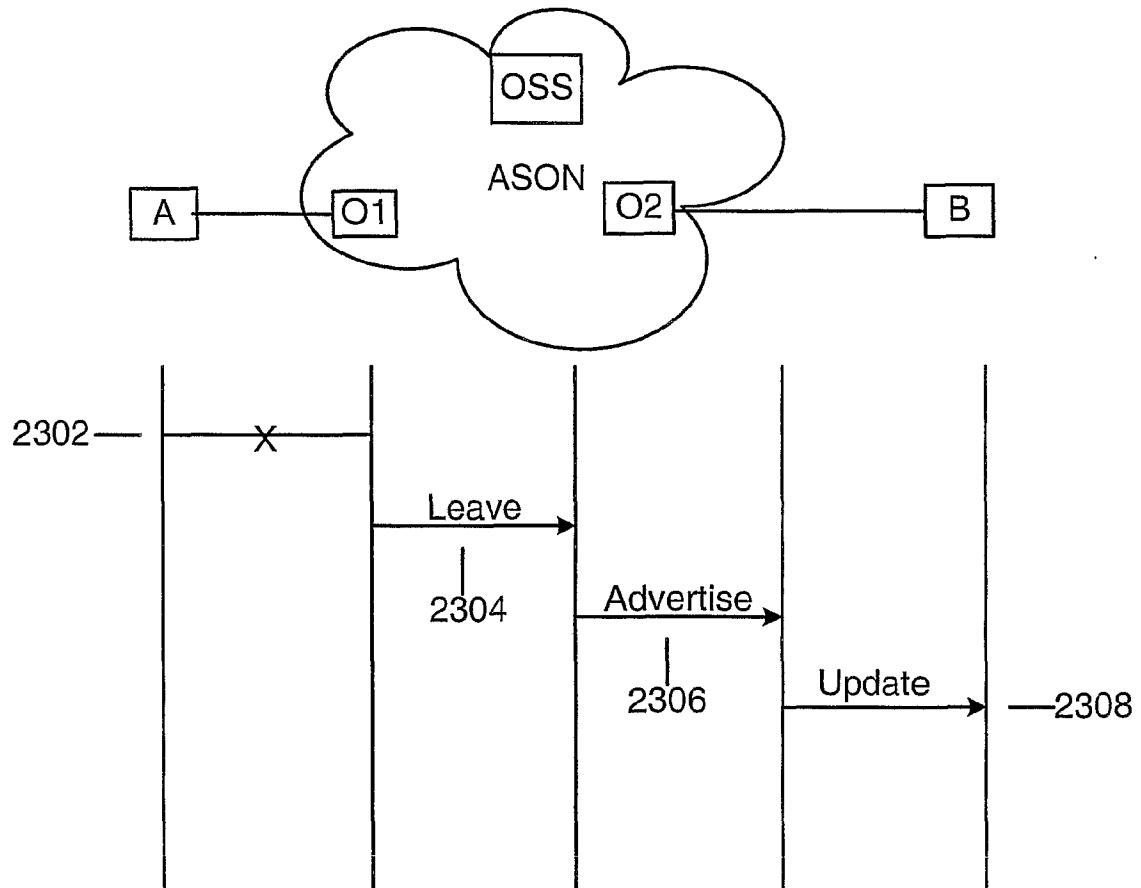 OSS
ASON
A
O1
O2
B
2302
X
Leave
2304
Advertise
2306
Update
2308